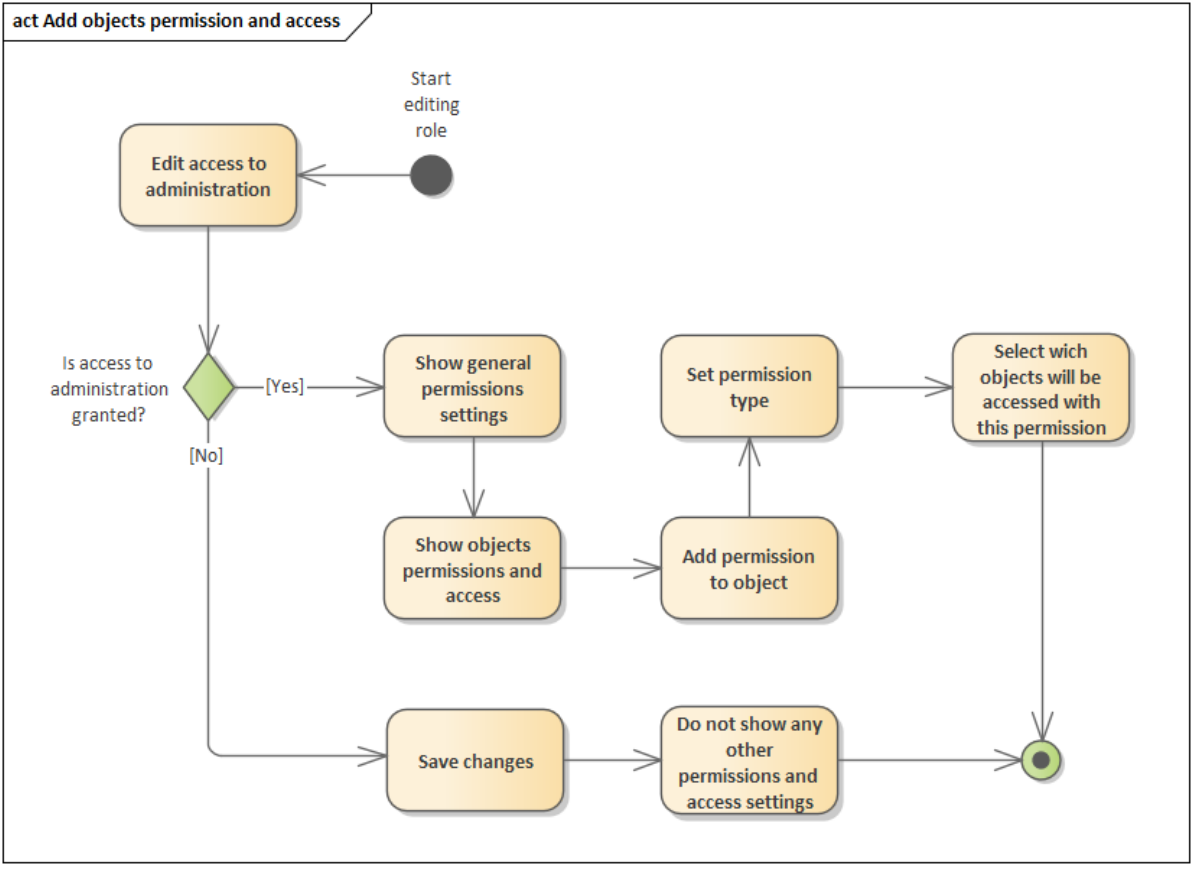 act Add objects permission and access
Start
editing
role
Edit access to
administration
Is access to
administration
granted?
[Yes]
[No]
Show general
permissions
settings
Set permission
type
Select wich
objects will be
accessed with
this permission
Show objects
permissions and
access
Add permission
to object
Save changes
Do not show any
other
permissions and
access settings